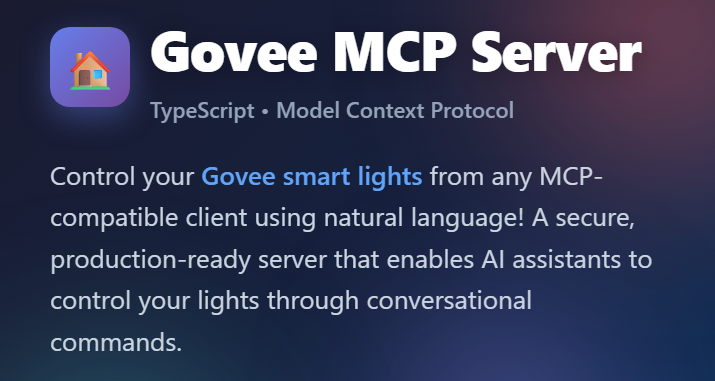 Govee MCP Server
TypeScript • Model Context Protocol
Control your Govee smart lights from any MCP-
compatible client using natural language! A secure,
production-ready server that enables AI assistants to
control your lights through conversational
commands.